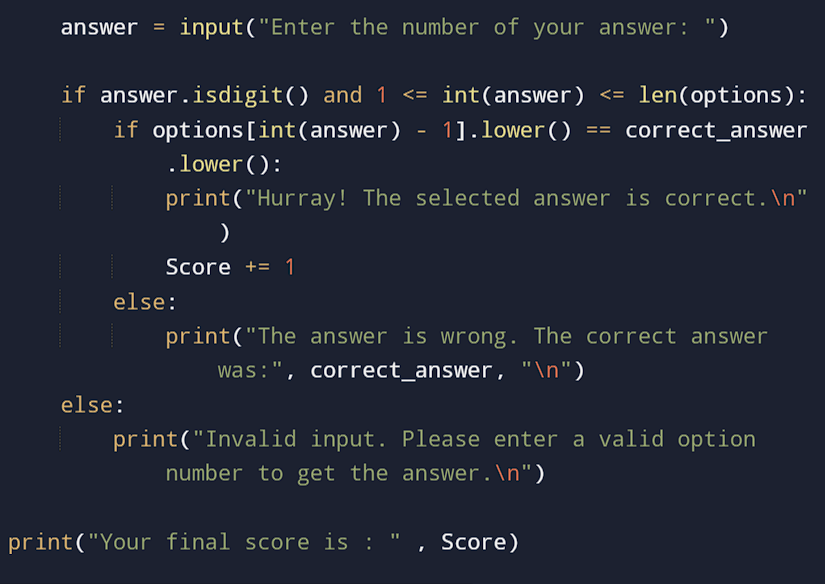 answer = input("Enter the number of your answer: ")
if answer.isdigit() and 1 <= int(answer) <= len(options):
if options[int(answer) - 1].lower() == correct_answer
.lower():
print("Hurray! The selected answer is correct.\n"
)
Score += 1
else:
print("The answer is wrong. The correct answer
was:", correct_answer, "\n")
else:
print("Invalid input. Please enter a valid option
number to get the answer.\n")
print("Your final score is : " , Score)